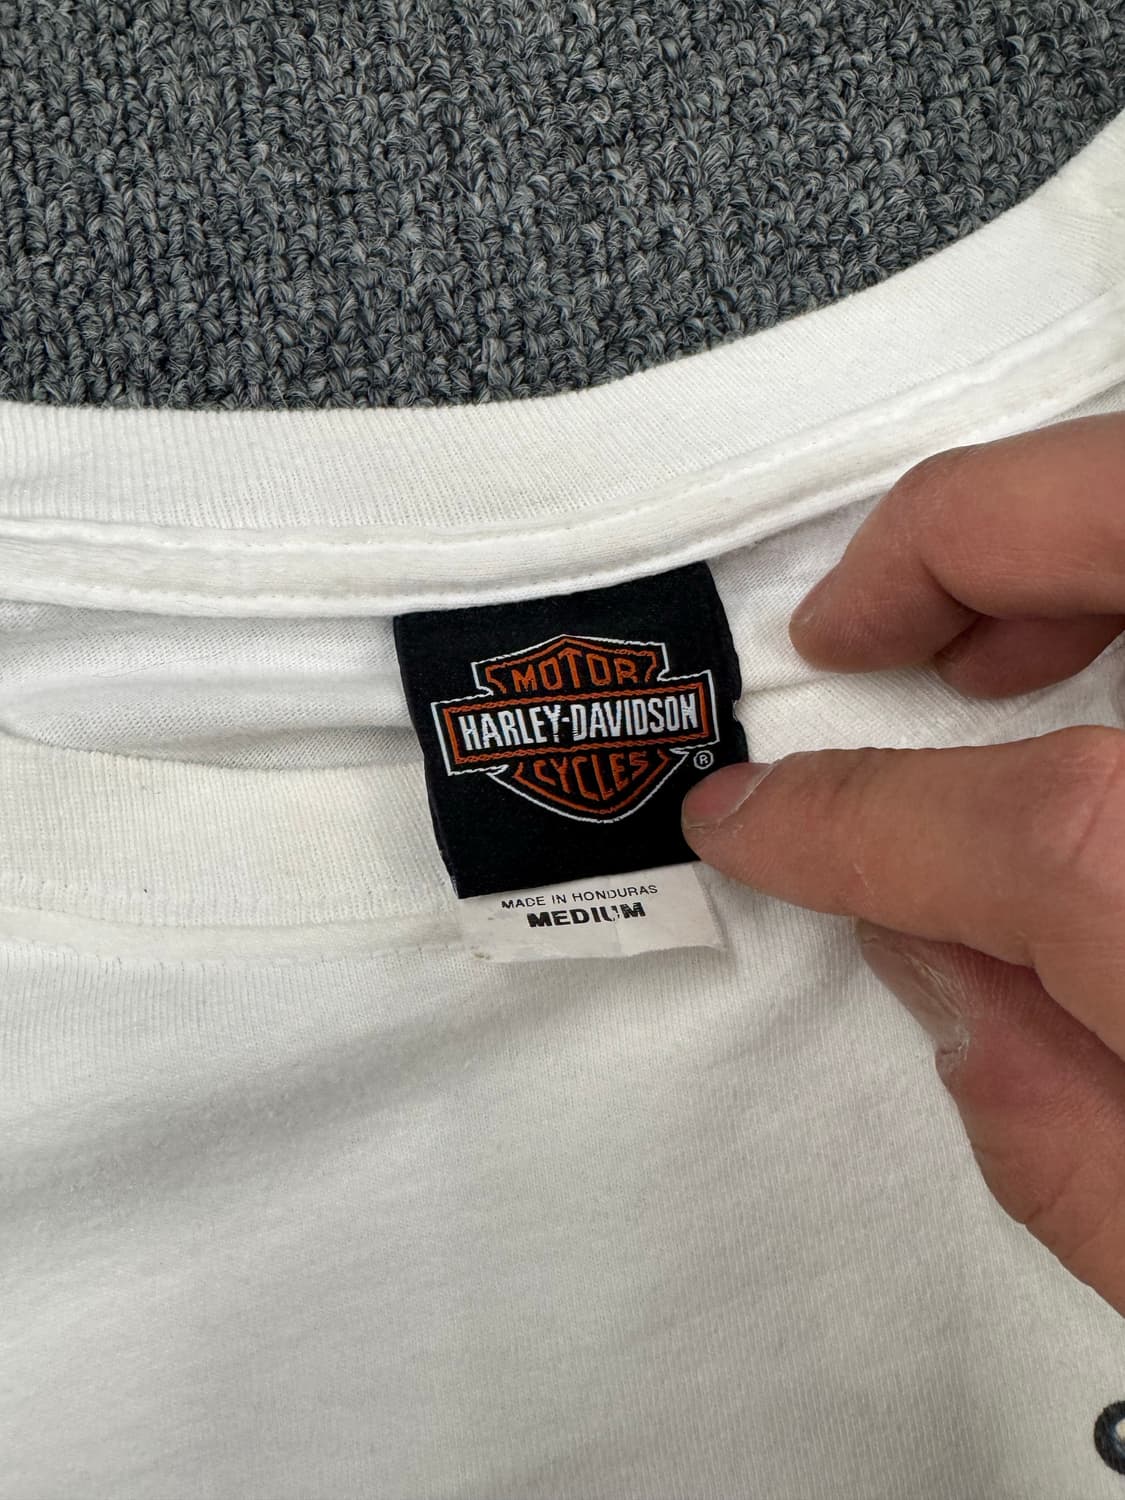 MOTOR
HARLEY-DAVIDSON
CYCLES
®
MADE IN HONDURAS
MEDIUM